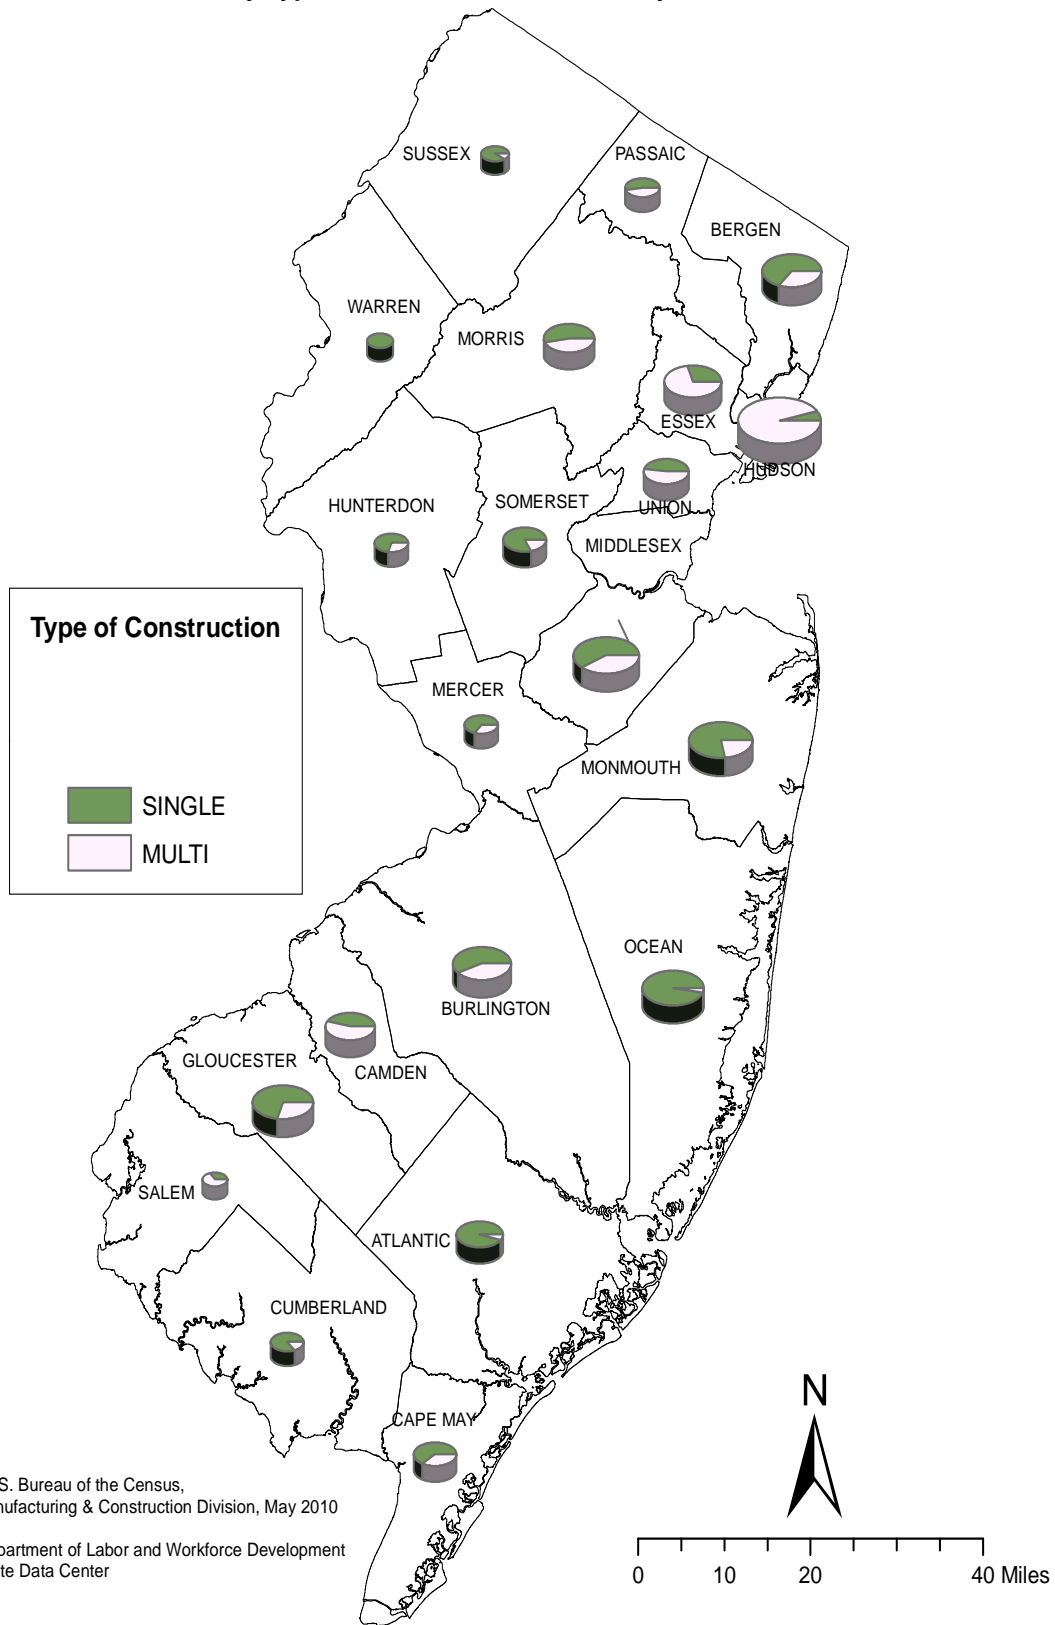 SUSSEX
PASSAIC
BERGEN
WARREN
MORRIS
ESSEX
HUDSON
HUNTERDON
SOMERSET
UNION
MIDDLESEX
Type of Construction
SINGLE
MULTI
MERCER
MONMOUTH
OCEAN
BURLINGTON
GLOUCESTER
CAMDEN
SALEM
ATLANTIC
CUMBERLAND
CAPE MAY
N
S. Bureau of the Census,
nufacturing & Construction Division, May 2010
partment of Labor and Workforce Development
te Data Center
0 10 20 40 Miles